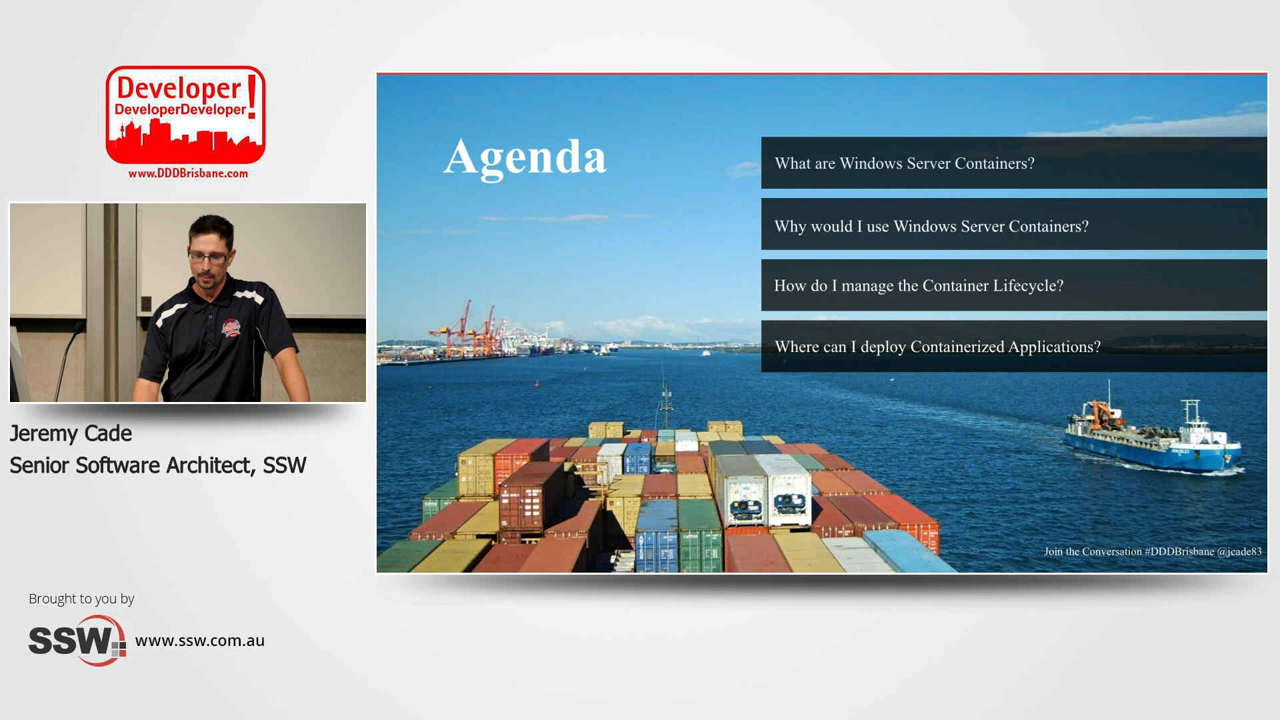 Developer!
DeveloperDeveloper
www.DDDBrisbane.com
Jeremy Cade
Senior Software Architect, SSW
Brought to you by
SSW
www.ssw.com.au
Agenda
What are Windows Server Containers?
Why would I use Windows Server Containers?
How do I manage the Container Lifecycle?
Where can I deploy Containerized Applications?
Join the Conversation #DDDBrisbane @jcade83